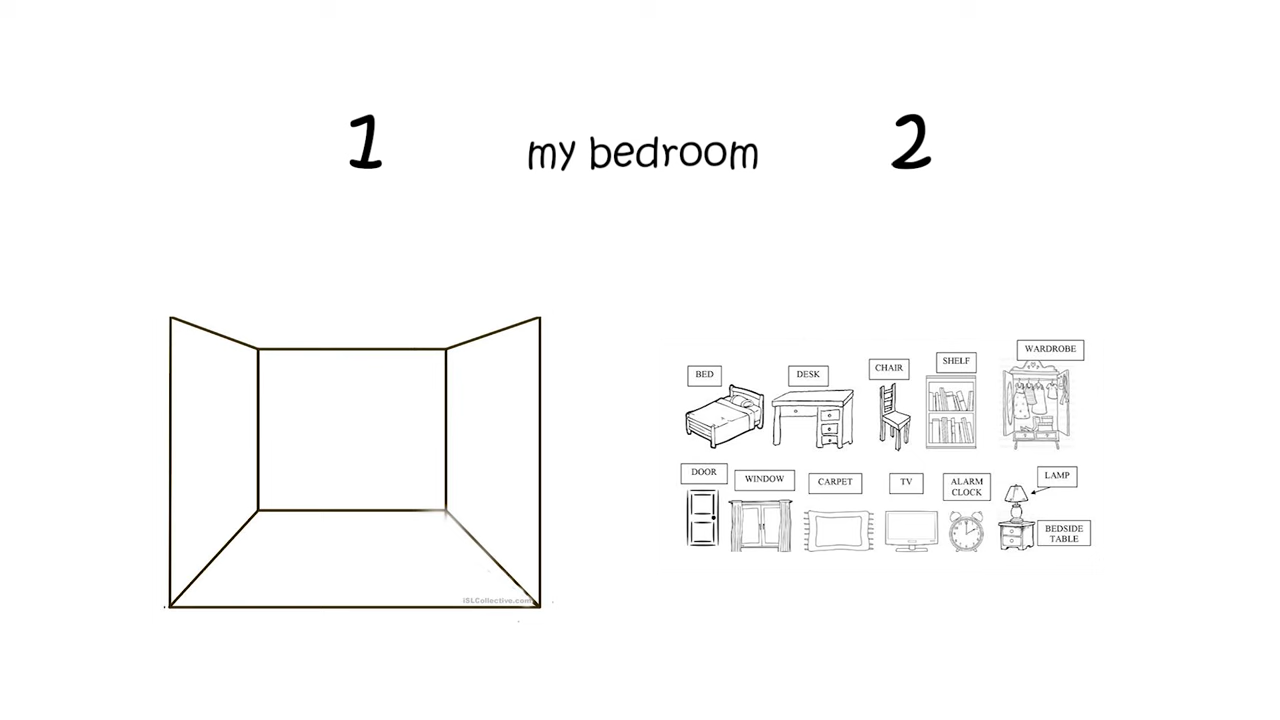 1
my bedroom
2
BED
DESK
CHAIR
SHELF
WARDROBE
DOOR
WINDOW
CARPET
TV
ALARM
CLOCK
LAMP
BEDSIDE
TABLE
iSLCollective.com